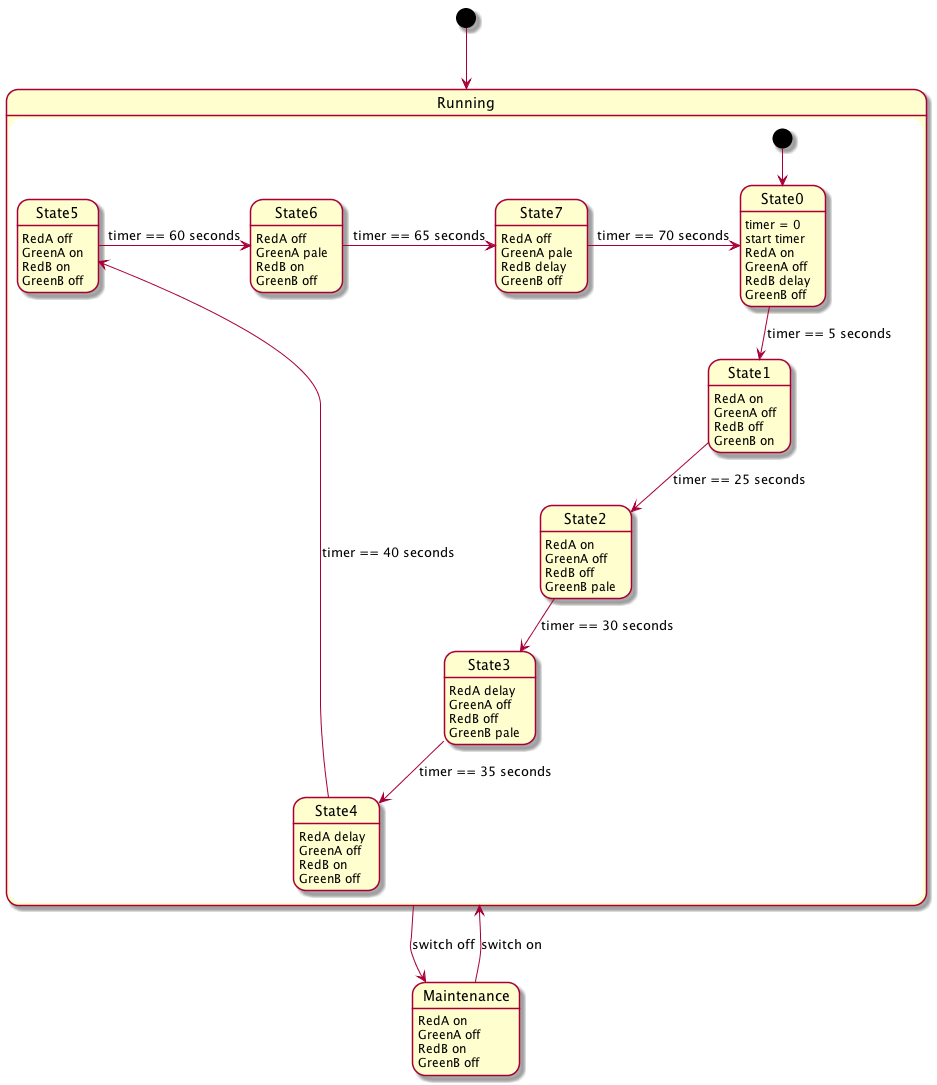 Running
State5
RedA off
GreenA on
RedB on
GreenB off
timer == 60 seconds
State6
RedA off
GreenA pale
RedB on
GreenB off
timer == 65 seconds
State7
RedA off
GreenA pale
RedB delay
GreenB off
timer == 70 seconds
State0
timer = 0
start timer
RedA on
GreenA off
RedB delay
GreenB off
timer == 5 seconds
State1
RedA on
GreenA off
RedB off
GreenB on
timer == 25 seconds
State2
RedA on
GreenA off
RedB off
GreenB pale
timer == 40 seconds
timer == 30 seconds
State3
RedA delay
GreenA off
RedB off
GreenB pale
timer == 35 seconds
State4
RedA delay
GreenA off
RedB on
GreenB off
switch off
switch on
Maintenance
RedA on
GreenA off
RedB on
GreenB off